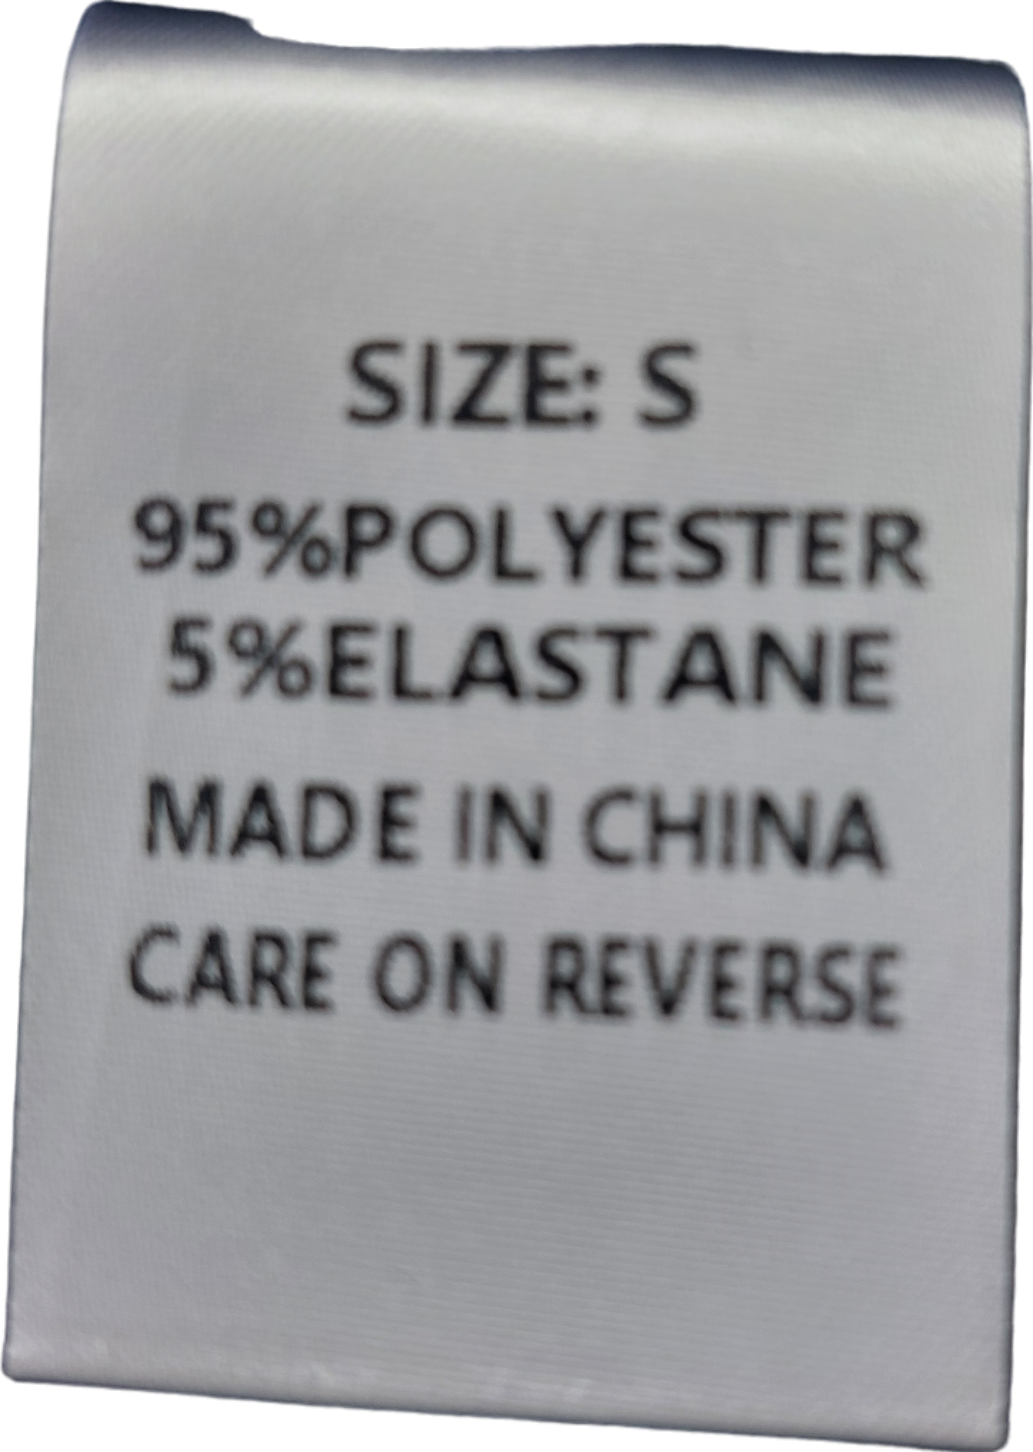 SIZE: S
95%POLYESTER
5%ELASTANE
MADE IN CHINA
CARE ON REVERSE